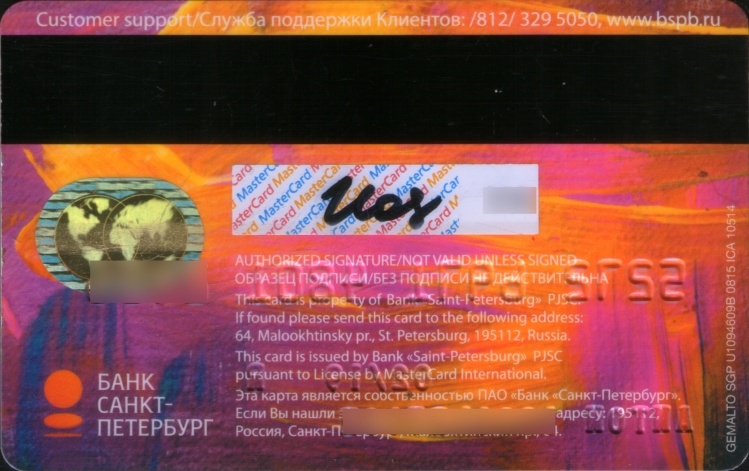 Customer support/Служба поддержки Клиентов: /812/ 329 5050, www.bspb.ru
MasterCard MasterCard MasterCard
AUTHORIZED SIGNATURE/NOT VALID UNLESS SIGNED
ОБРАЗЕЦ ПОДПИСИ/БЕЗ ПОДПИСИ НЕ ДЕЙСТВИТЕЛЬНА
This card is property of Bank «Saint-Petersburg» PJSC
If found please send this card to the following address:
64, Malookhtinsky pr., St. Petersburg, 195112, Russia.
This card is issued by Bank «Saint-Petersburg» PJSC
pursuant to License by MasterCard International.
Эта карта является собственностью ПАО «Банк «Санкт-Петербург».
Если Вы нашли адресу: 195112,
Россия,
БАНК
САНКТ-
ПЕТЕРБУРГ
GEMALTO SGP U1094609B 0815 ICA 10514